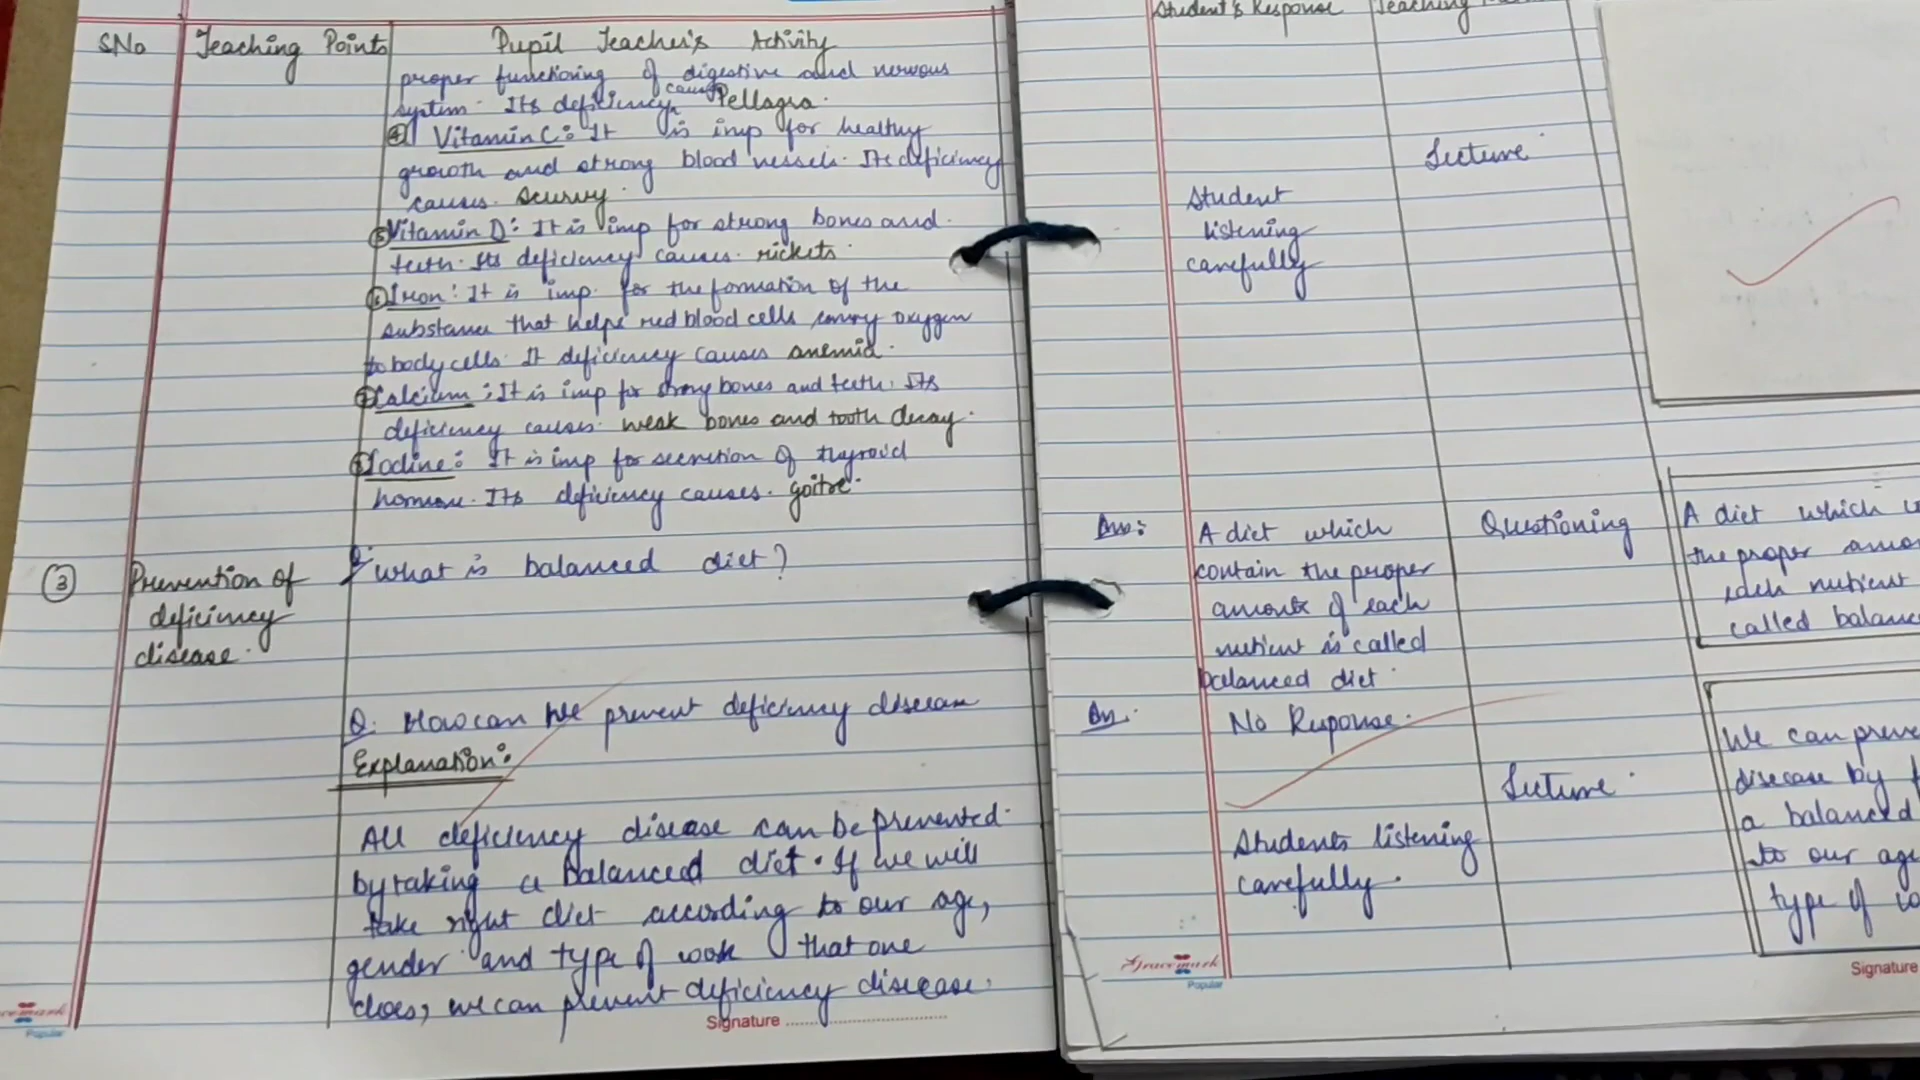 SNo Teaching Points Pupil Teacher's Activity
proper functioning of digestive and nervous
system. Its deficiency causes Pellagra.
④ Vitamin C: It is imp for healthy
growth and strong blood vessels. Its deficiency
causes. Scurvy.
⑤ Vitamin D: It is imp for strong bones and
teeth. Its deficiency causes. rickets.
⑥ Iron: It is imp. for the formation of the
substance that helps red blood cells carry oxygen
to body cells. It deficiency causes anemia.
⑦ Calcium: It is imp for strong bones and teeth. Its
deficiency causes. weak bones and tooth decay.
Iodine: It is imp for secretion of thyroid
hormone. Its deficiency causes. goitre.
③ Prevention of
deficiency
disease.
Q. what is balanced diet?
Q. How can we prevent deficiency disease
Explanation:
All deficiency disease can be prevented.
by taking a balanced diet. If we will
take right diet according to our age,
gender and type of work that one
does, we can prevent deficiency disease.
Signature
Popular
Student's Response Teaching
Lecture
Student
listening
carefully
Ans: A diet which
contain the proper
amount of each
nutient is called
balanced diet.
Questioning
A diet which
the proper
each nutrient
called
An. No Reponse.
Lecture.
Students listening
carefully.
We can
disease by
a balanced
to our age
type of
Gracemark
Popular
Signature